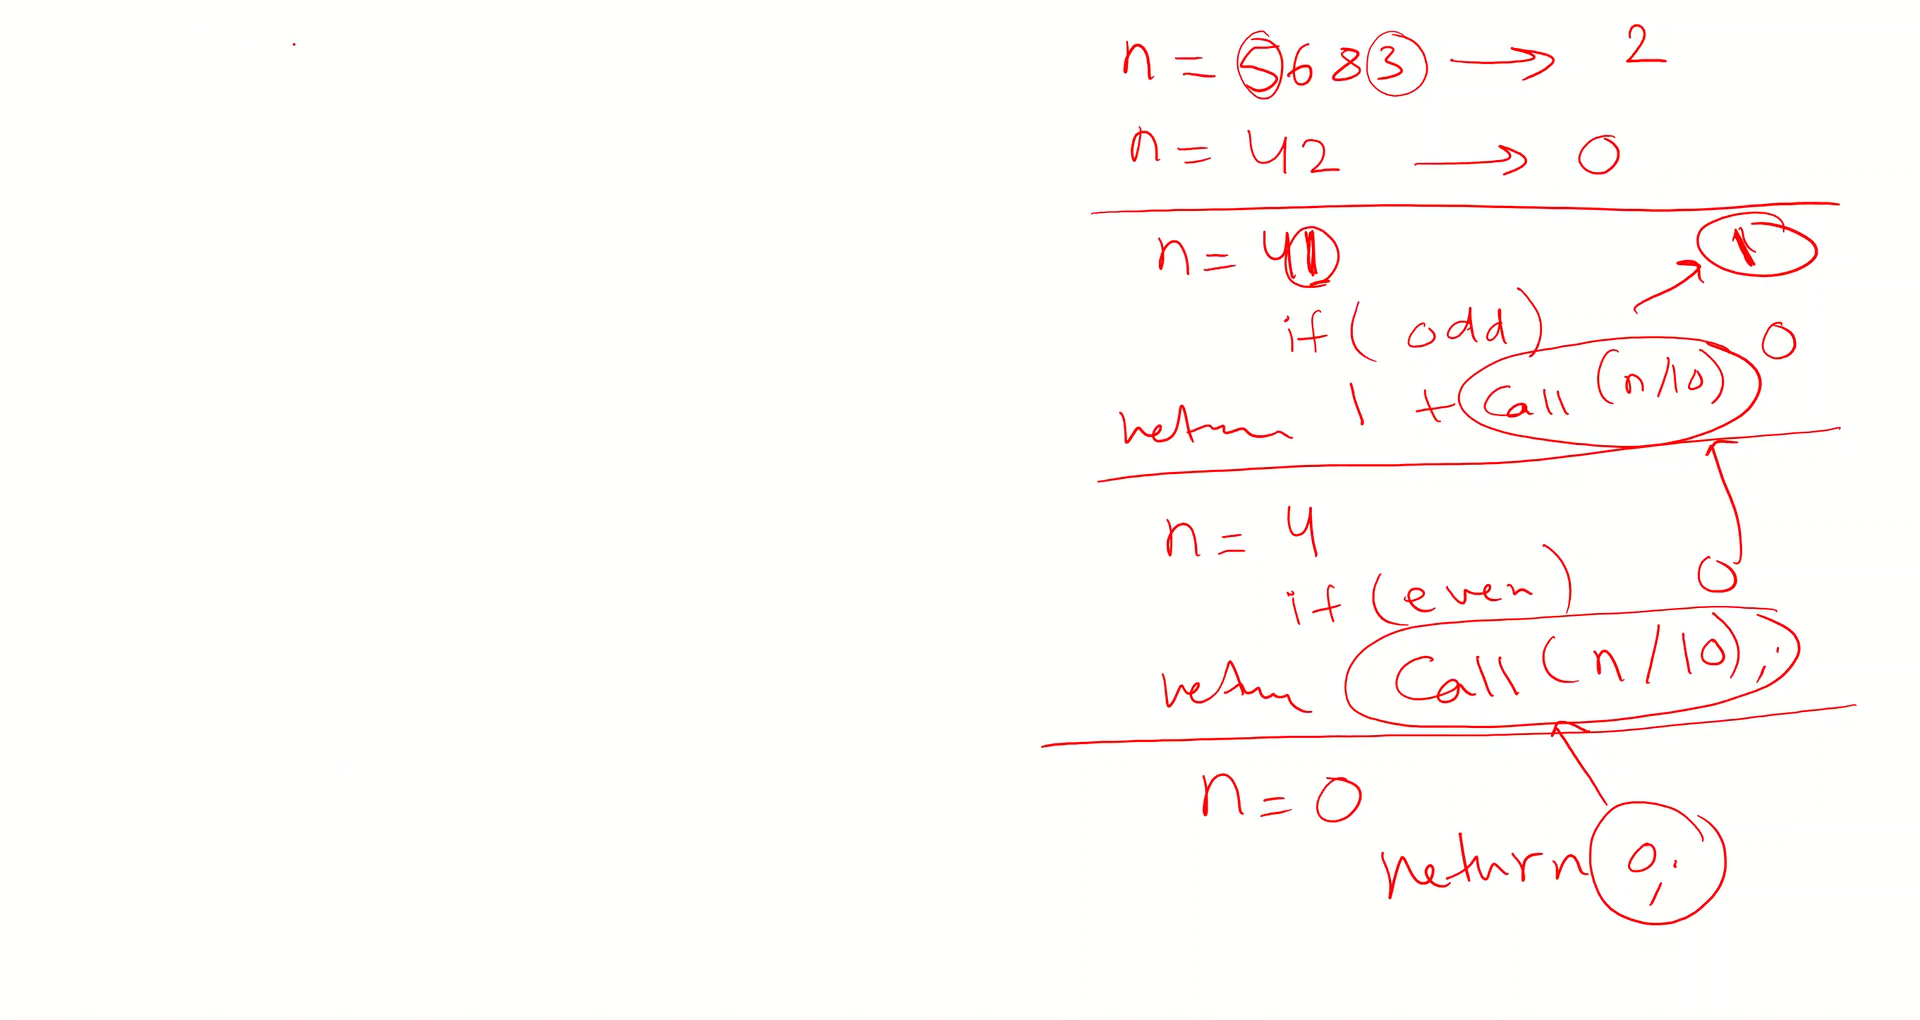 n = 5683 → 2
n = 42 → 0
n = 41 1
if ( odd ) 0
return 1 + Call (n/10)
n = 4
if (even) 0
return Call (n/10);
n = 0
return 0;